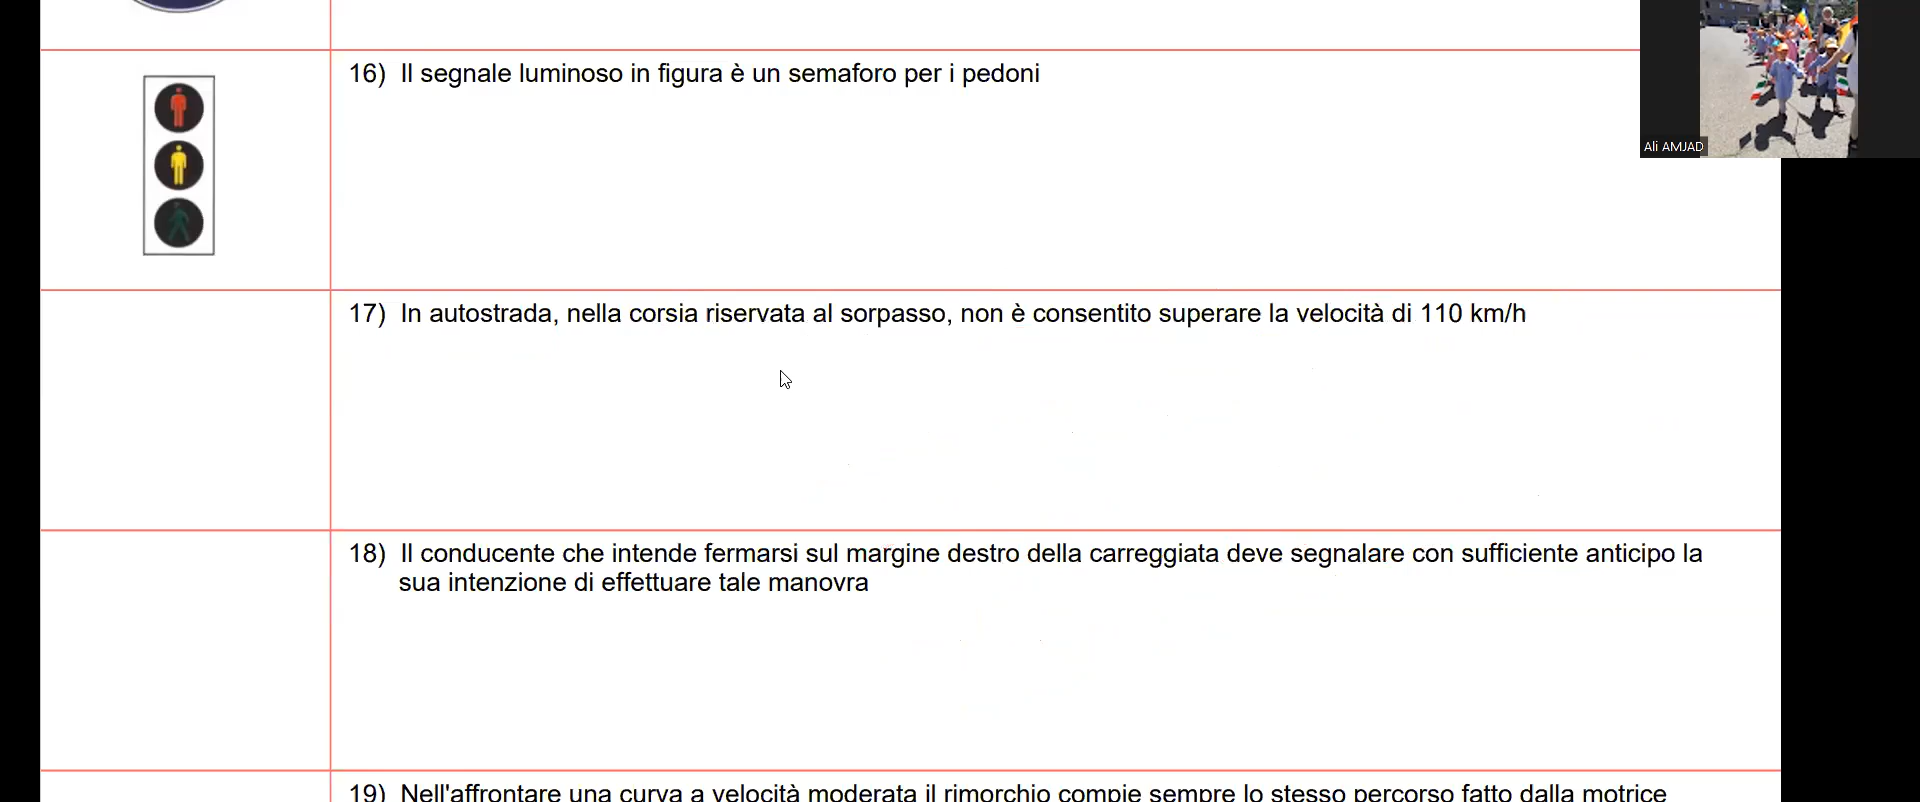 16) Il segnale luminoso in figura è un semaforo per i pedoni
Ali AMJAD
17) In autostrada, nella corsia riservata al sorpasso, non è consentito superare la velocità di 110 km/h
18) Il conducente che intende fermarsi sul margine destro della carreggiata deve segnalare con sufficiente anticipo la
sua intenzione di effettuare tale manovra
19) Nell'affrontare una curva a velocità moderata il rimorchio compie sempre lo stesso percorso fatto dalla motrice